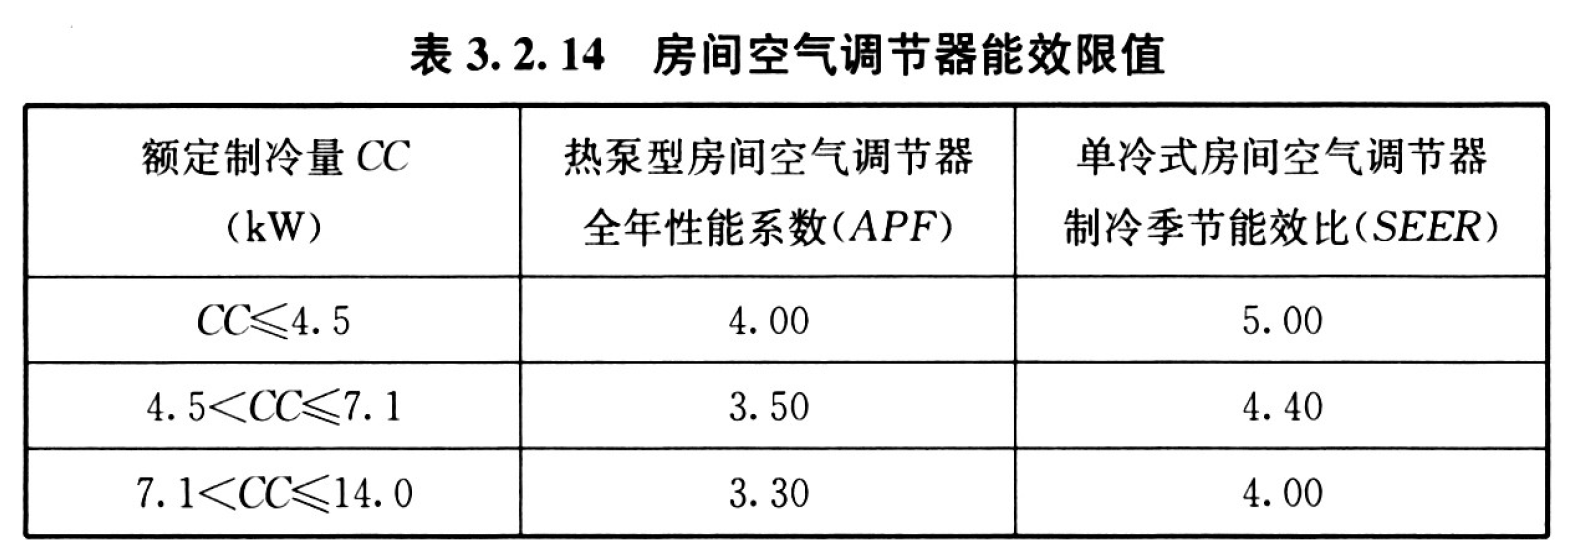 表 3. 2. 14 房间空气调节器能效限值
额定制冷量 CC
(kW)
热泵型房间空气调节器
全年性能系数(APF)
单冷式房间空气调节器
制冷季节能效比(SEER)
CC≤4. 5
4. 00
5. 00
4. 5<CC≤7. 1
3. 50
4. 40
7. 1<CC≤14. 0
3. 30
4. 00